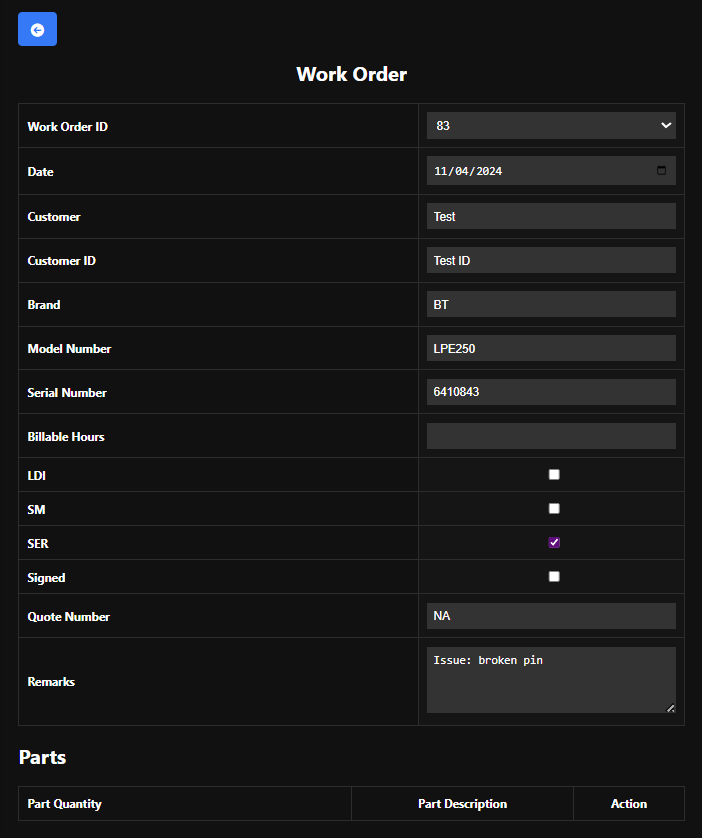 Work Order
Work Order ID 83
Date 11/04/2024
Customer Test
Customer ID Test ID
Brand BT
Model Number LPE250
Serial Number 6410843
Billable Hours
LDI
SM
SER
Signed
Quote Number NA
Remarks Issue: broken pin
Parts
Part Quantity Part Description Action